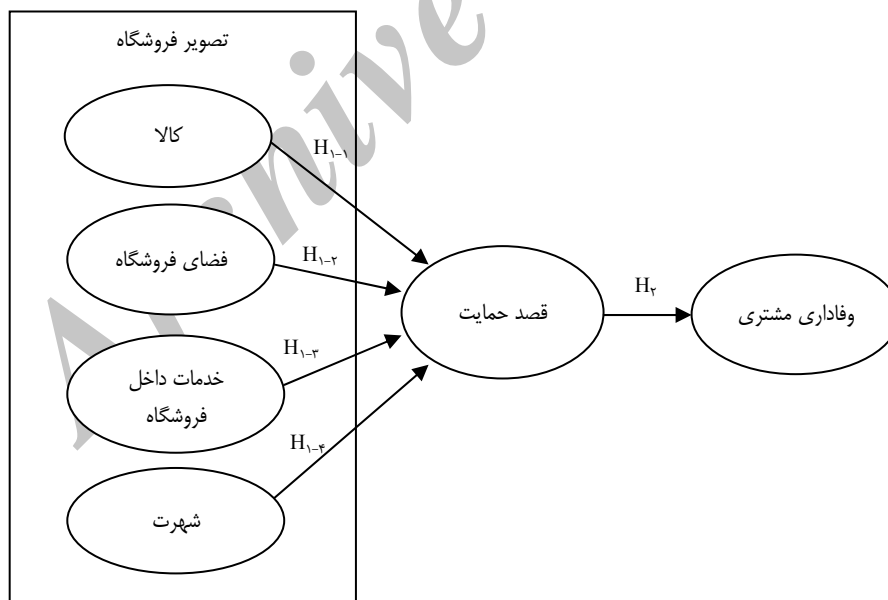 تصویر فروشگاه
کالا
H۱-۱
فضای فروشگاه
H۱-۲
قصد حمایت
H۲
وفاداری مشتری
H۱-۳
خدمات داخل
فروشگاه
H۱-۴
شهرت